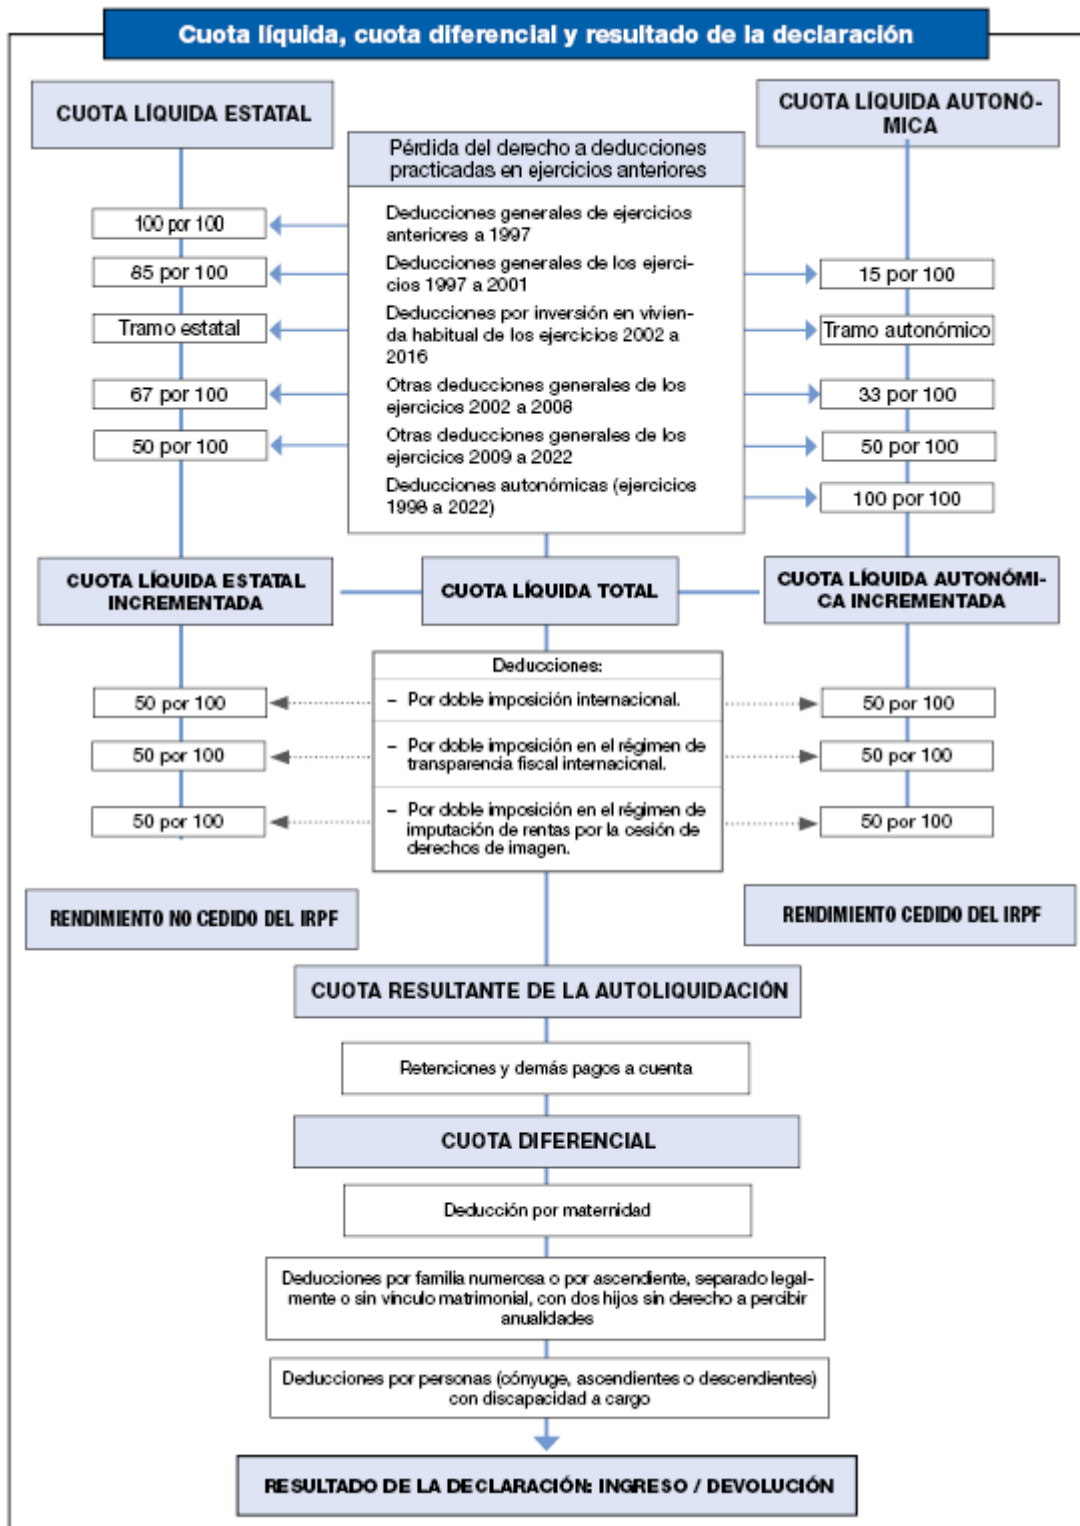 Cuota líquida, cuota diferencial y resultado de la declaración
CUOTA LÍQUIDA ESTATAL
CUOTA LÍQUIDA AUTONÓ-
MICA
Pérdida del derecho a deducciones
practicadas en ejercicios anteriores
100 por 100
Deducciones generales de ejercicios
anteriores a 1997
85 por 100
Deducciones generales de los ejerci-
cios 1997 a 2001
15 por 100
Tramo estatal
Deducciones por inversión en vivien-
da habitual de los ejercicios 2002 a
2016
Tramo autonómico
67 por 100
Otras deducciones generales de los
ejercicios 2002 a 2008
33 por 100
50 por 100
Otras deducciones generales de los
ejercicios 2009 a 2022
50 por 100
Deducciones autonómicas (ejercicios
1998 a 2022)
100 por 100
CUOTA LÍQUIDA ESTATAL
INCREMENTADA
CUOTA LÍQUIDA TOTAL
CUOTA LÍQUIDA AUTONÓMI-
CA INCREMENTADA
Deducciones:
50 por 100
– Por doble imposición internacional.
50 por 100
50 por 100
– Por doble imposición en el régimen de
transparencia fiscal internacional.
50 por 100
50 por 100
– Por doble imposición en el régimen de
imputación de rentas por la cesión de
derechos de imagen.
50 por 100
RENDIMIENTO NO CEDIDO DEL IRPF
RENDIMIENTO CEDIDO DEL IRPF
CUOTA RESULTANTE DE LA AUTOLIQUIDACIÓN
Retenciones y demás pagos a cuenta
CUOTA DIFERENCIAL
Deducción por maternidad
Deducciones por familia numerosa o por ascendiente, separado legal-
mente o sin vínculo matrimonial, con dos hijos sin derecho a percibir
anualidades
Deducciones por personas (cónyuge, ascendientes o descendientes)
con discapacidad a cargo
RESULTADO DE LA DECLARACIÓN: INGRESO / DEVOLUCIÓN